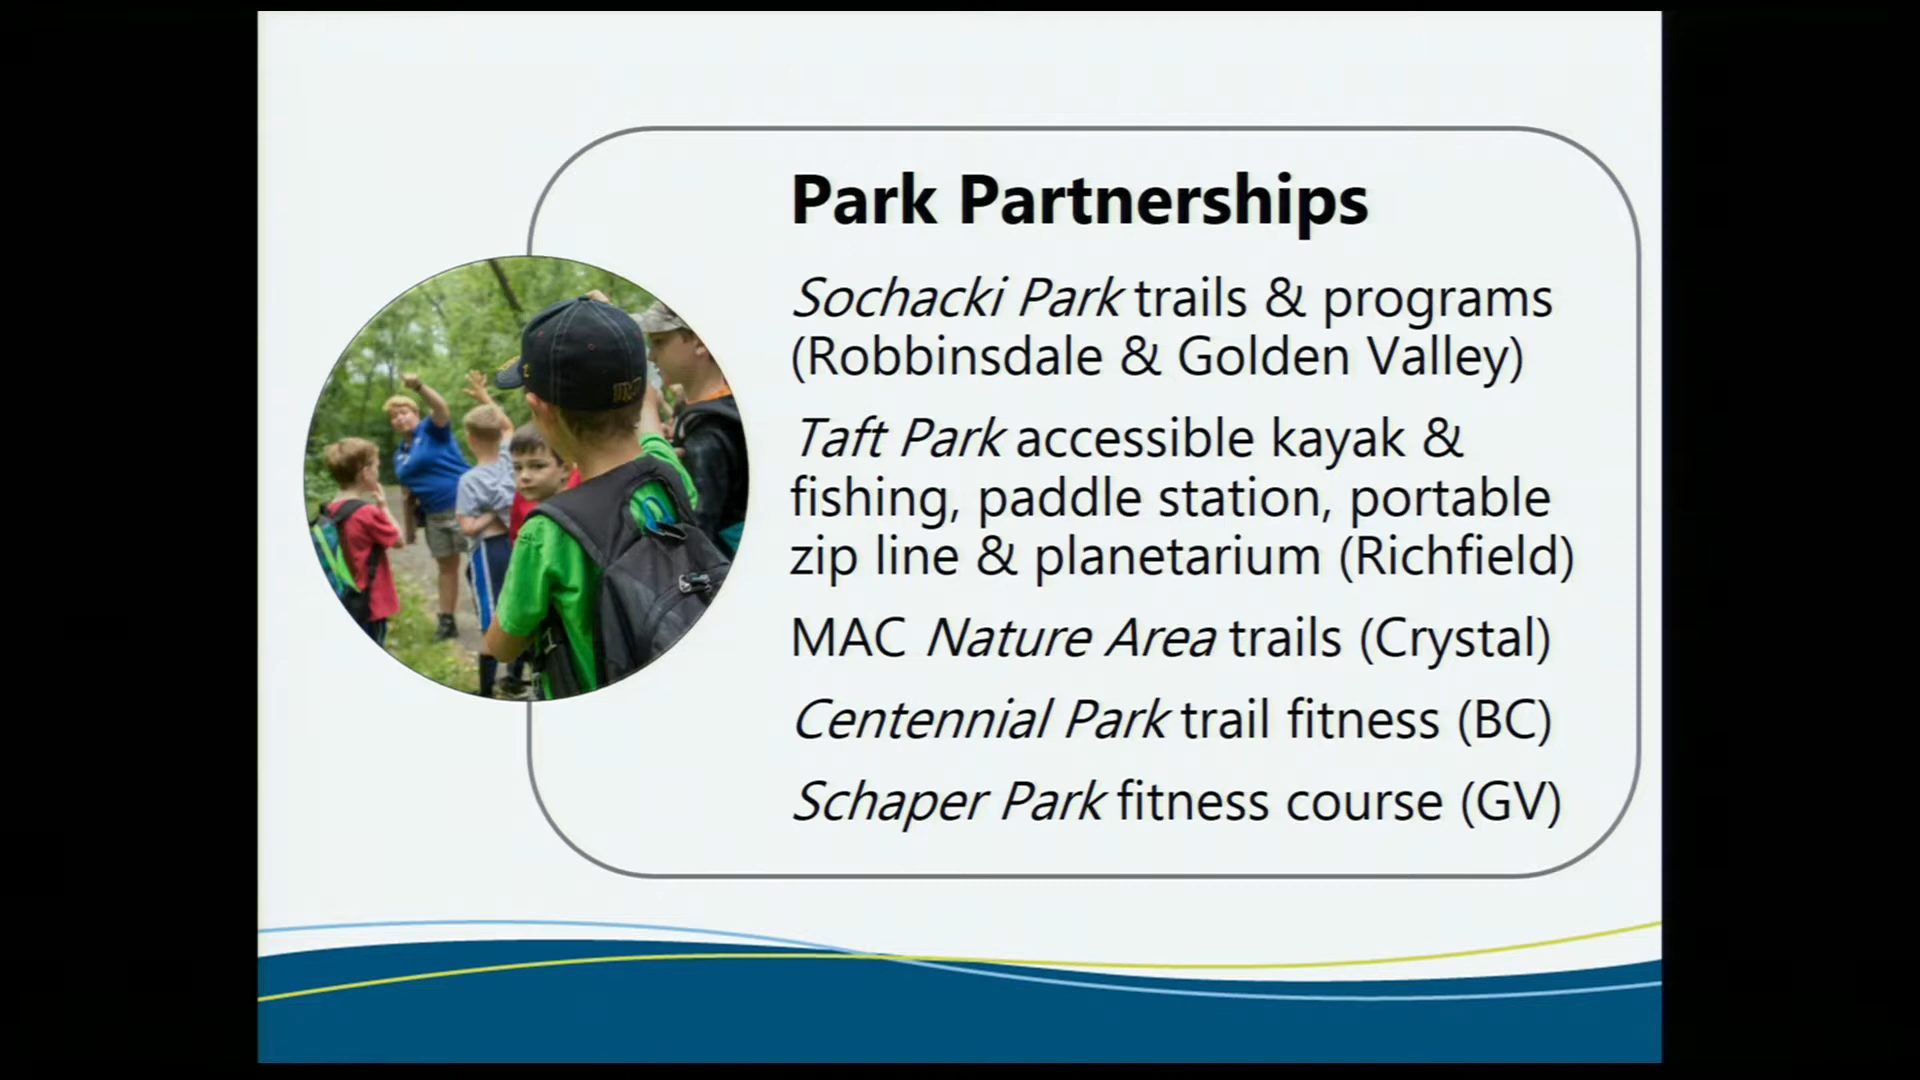 Park Partnerships
Sochacki Park trails & programs
(Robbinsdale & Golden Valley)
Taft Park accessible kayak &
fishing, paddle station, portable
zip line & planetarium (Richfield)
MAC Nature Area trails (Crystal)
Centennial Park trail fitness (BC)
Schaper Park fitness course (GV)